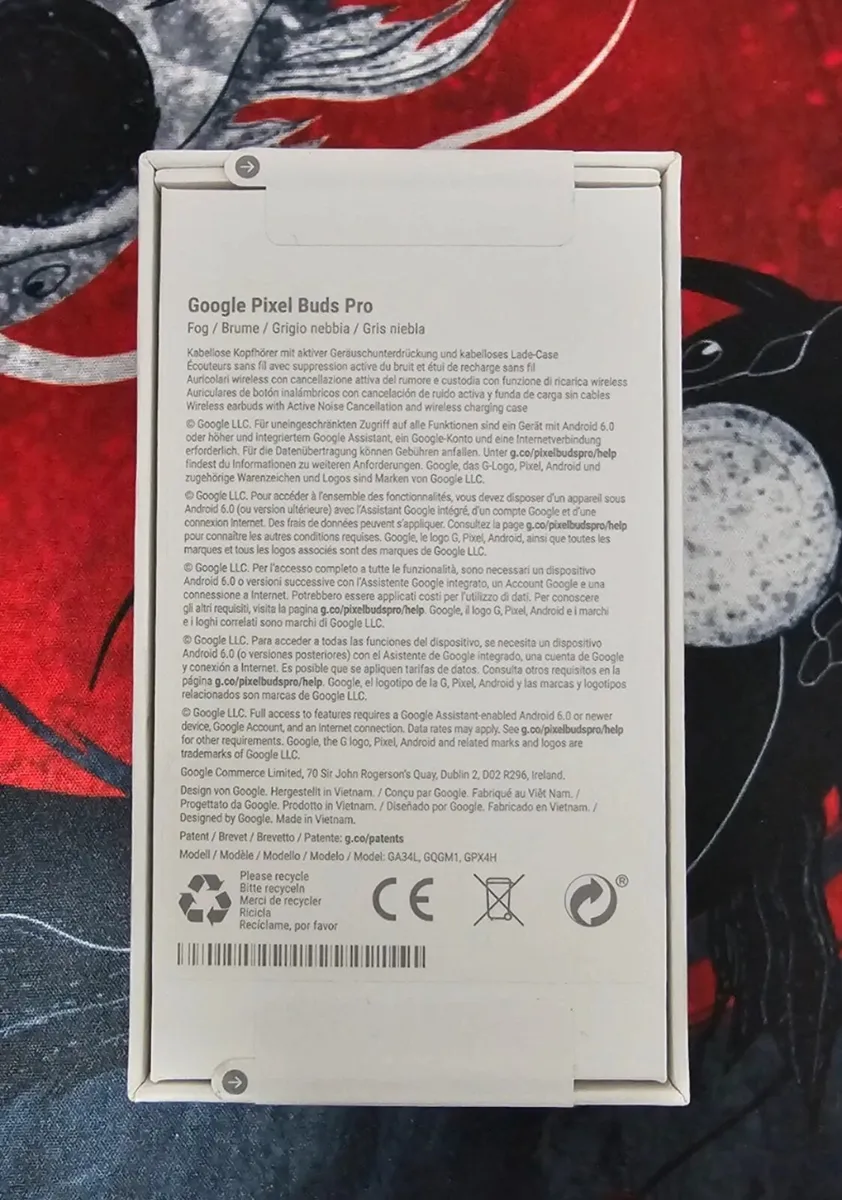 Google Pixel Buds Pro
Fog / Brume / Grigio nebbia / Gris niebla
Kabellose Kopfhörer mit aktiver Geräuschunterdrückung und kabelloses Lade-Case
Écouteurs sans fil avec suppression active du bruit et étui de recharge sans fil
Auricolari wireless con cancellazione attiva del rumore e custodia con funzione di ricarica wireless
Auriculares de botón inalámbricos con cancelación de ruido activa y funda de carga sin cables
Wireless earbuds with Active Noise Cancellation and wireless charging case
© Google LLC. Für uneingeschränkten Zugriff auf alle Funktionen sind ein Gerät mit Android 6.0
oder höher und integriertem Google Assistant, ein Google-Konto und eine Internetverbindung
erforderlich. Für die Datenübertragung können Gebühren anfallen. Unter g.co/pixelbudspro/help
findest du Informationen zu weiteren Anforderungen. Google, das G-Logo, Pixel, Android und
zugehörige Warenzeichen und Logos sind Marken von Google LLC.
© Google LLC. Pour accéder à l'ensemble des fonctionnalités, vous devez disposer d'un appareil sous
Android 6.0 (ou version ultérieure) avec l'Assistant Google intégré, d'un compte Google et d'une
connexion Internet. Des frais de données peuvent s'appliquer. Consultez la page g.co/pixelbudspro/help
pour connaître les autres conditions requises. Google, le logo G, Pixel, Android, ainsi que toutes les
marques et tous les logos associés sont des marques de Google LLC.
© Google LLC. Per l'accesso completo a tutte le funzionalità, sono necessari un dispositivo
Android 6.0 o versioni successive con l'Assistente Google integrato, un Account Google e una
connessione a Internet. Potrebbero essere applicati costi per l'utilizzo di dati. Per conoscere
gli altri requisiti, visita la pagina g.co/pixelbudspro/help. Google, il logo G, Pixel, Android e i marchi
e i loghi correlati sono marchi di Google LLC.
© Google LLC. Para acceder a todas las funciones del dispositivo, se necesita un dispositivo
Android 6.0 (o versiones posteriores) con el Asistente de Google integrado, una cuenta de Google
y conexión a Internet. Es posible que se apliquen tarifas de datos. Consulta otros requisitos en la
página g.co/pixelbudspro/help. Google, el logotipo de la G, Pixel, Android y las marcas y logotipos
relacionados son marcas de Google LLC.
© Google LLC. Full access to features requires a Google Assistant-enabled Android 6.0 or newer
device, Google Account, and an internet connection. Data rates may apply. See g.co/pixelbudspro/help
for other requirements. Google, the G logo, Pixel, Android and related marks and logos are
trademarks of Google LLC.
Google Commerce Limited, 70 Sir John Rogerson's Quay, Dublin 2, D02 R296, Ireland.
Design von Google. Hergestellt in Vietnam. / Conçu par Google. Fabriqué au Việt Nam. /
Progettato da Google. Prodotto in Vietnam. / Diseñado por Google. Fabricado en Vietnam. /
Designed by Google. Made in Vietnam.
Patent / Brevet / Brevetto / Patente: g.co/patents
Modell / Modèle / Modello / Modelo / Model: GA34L, GQGM1, GPX4H
Please recycle
Bitte recyceln
Merci de recycler
Ricicla
Recíclame, por favor
CE
®